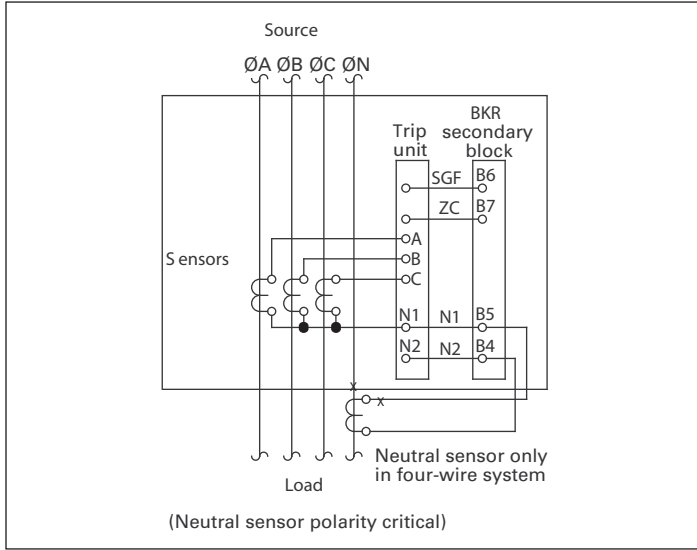 Source
ØA ØB ØC ØN
BKR
Trip secondary
unit block
SGF B6
ZC B7
A
B
Sensors
C
N1 N1 B5
N2 N2 B4
x
x
Neutral sensor only
in four-wire system
Load
(Neutral sensor polarity critical)